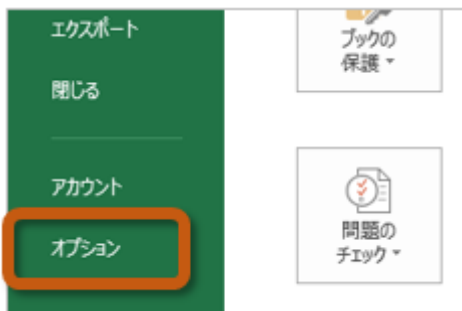 エクスポート
閉じる
アカウント
オプション
ブックの
保護
問題の
チェック